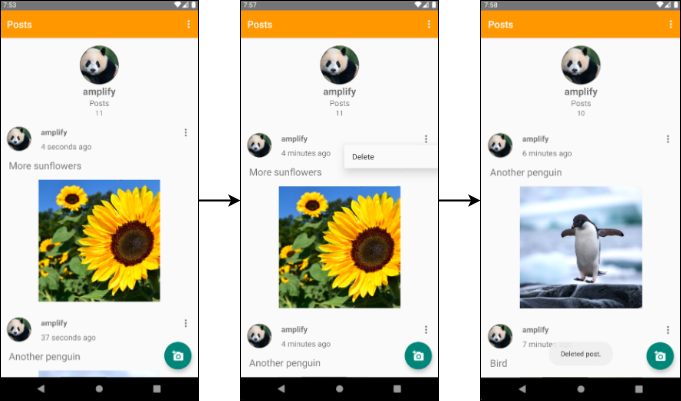 7:53
Posts
amplify
Posts
11
amplify
4 seconds ago
More sunflowers
amplify
37 seconds ago
Another penguin
7:57
Posts
amplify
Posts
11
amplify
4 minutes ago
Delete
More sunflowers
amplify
4 minutes ago
Another penguin
7:58
Posts
amplify
Posts
10
amplify
6 minutes ago
Another penguin
amplify
7 minute
Deleted post.
Bird